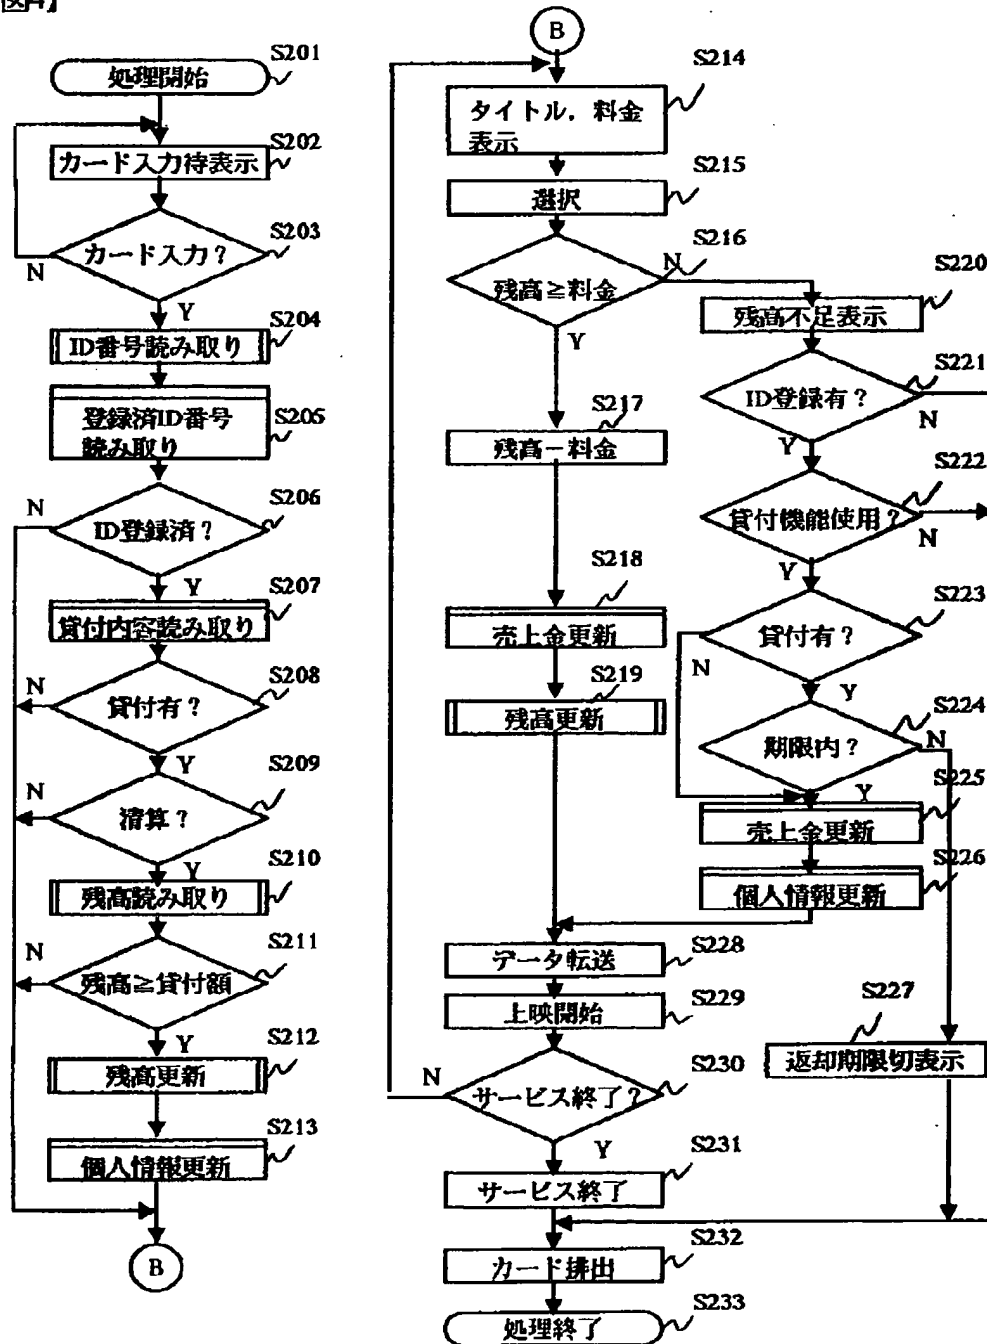 図4】
S201
処理開始
S202
カード入力待表示
S203
カード入力?
N
Y
S204
ID番号読み取り
S205
登録済ID番号
読み取り
S206
N
ID登録済?
Y
S207
貸付内容読み取り
S208
N
貸付有?
Y
S209
N
清算?
Y
S210
残高読み取り
S211
N
残高≧貸付額
Y
S212
残高更新
S213
個人情報更新
B
B
S214
タイトル，料金
表示
S215
選択
S216
N
残高≧料金
Y
S217
残高－料金
S218
売上金更新
S219
残高更新
S220
残高不足表示
S221
ID登録有?
N
Y
S222
貸付機能使用?
N
Y
S223
貸付有?
N
Y
S224
期限内?
N
Y
S225
売上金更新
S226
個人情報更新
S227
返却期限切表示
S228
データ転送
S229
上映開始
S230
N
サービス終了?
Y
S231
サービス終了
S232
カード排出
S233
処理終了